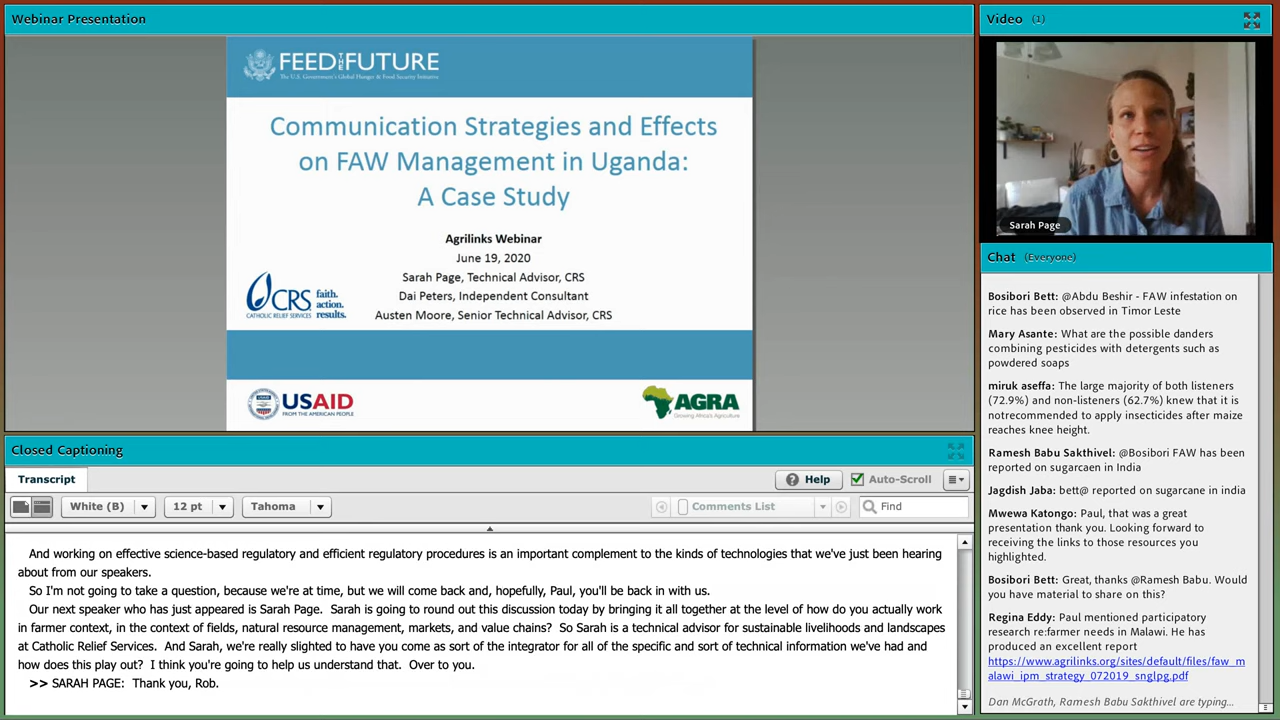 Webinar Presentation
FEED THE FUTURE
The U.S. Government's Global Hunger & Food Security Initiative
Communication Strategies and Effects
on FAW Management in Uganda:
A Case Study
Agrilinks Webinar
June 19, 2020
Sarah Page, Technical Advisor, CRS
Dai Peters, Independent Consultant
Austen Moore, Senior Technical Advisor, CRS
CRS faith.
action.
CATHOLIC RELIEF SERVICES results.
USAID
FROM THE AMERICAN PEOPLE
AGRA
Growing Africa's Agriculture
Closed Captioning
Transcript
Help
Auto-Scroll
White (B)
12 pt
Tahoma
Comments List
Find
And working on effective science-based regulatory and efficient regulatory procedures is an important complement to the kinds of technologies that we've just been hearing
about from our speakers.
So I'm not going to take a question, because we're at time, but we will come back and, hopefully, Paul, you'll be back in with us.
Our next speaker who has just appeared is Sarah Page.  Sarah is going to round out this discussion today by bringing it all together at the level of how do you actually work
in farmer context, in the context of fields, natural resource management, markets, and value chains?  So Sarah is a technical advisor for sustainable livelihoods and landscapes
at Catholic Relief Services.  And Sarah, we're really slighted to have you come as sort of the integrator for all of the specific and sort of technical information we've had and
how does this play out?  I think you're going to help us understand that.  Over to you.
>> SARAH PAGE:  Thank you, Rob.
Video (1)
Sarah Page
Chat (Everyone)
Bosibori Bett: @Abdu Beshir - FAW infestation on
rice has been observed in Timor Leste
Mary Asante: What are the possible danders
combining pesticides with detergents such as
powdered soaps
miruk aseffa: The large majority of both listeners
(72.9%) and non-listeners (62.7%) knew that it is
notrecommended to apply insecticides after maize
reaches knee height.
Ramesh Babu Sakthivel: @Bosibori FAW has been
reported on sugarcaen in India
Jagdish Jaba: bett@ reported on sugarcane in india
Mwewa Katongo: Paul, that was a great
presentation thank you. Looking forward to
receiving the links to those resources you
highlighted.
Bosibori Bett: Great, thanks @Ramesh Babu. Would
you have material to share on this?
Regina Eddy: Paul mentioned participatory
research re:farmer needs in Malawi. He has
produced an excellent report
https://www.agrilinks.org/sites/default/files/faw_m
alawi_ipm_strategy_072019_snglpg.pdf
Dan McGrath, Ramesh Babu Sakthivel are typing...